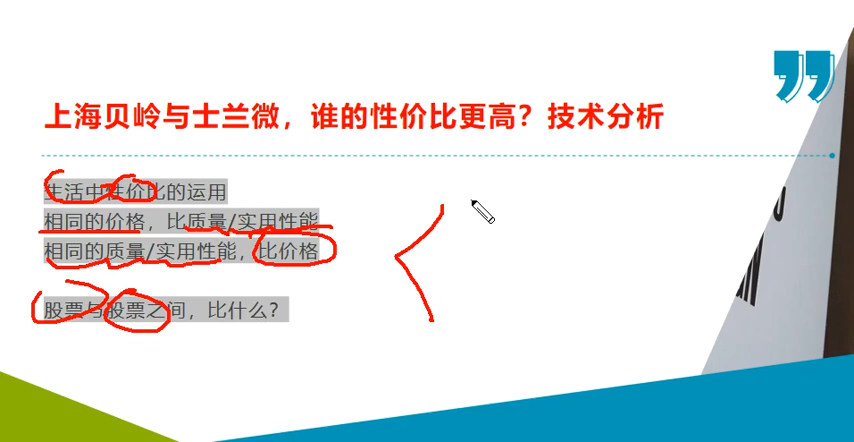 上海贝岭与士兰微，谁的性价比更高？技术分析
生活中性价比的运用
相同的价格，比质量/实用性能
相同的质量/实用性能，比价格
股票与股票之间，比什么？